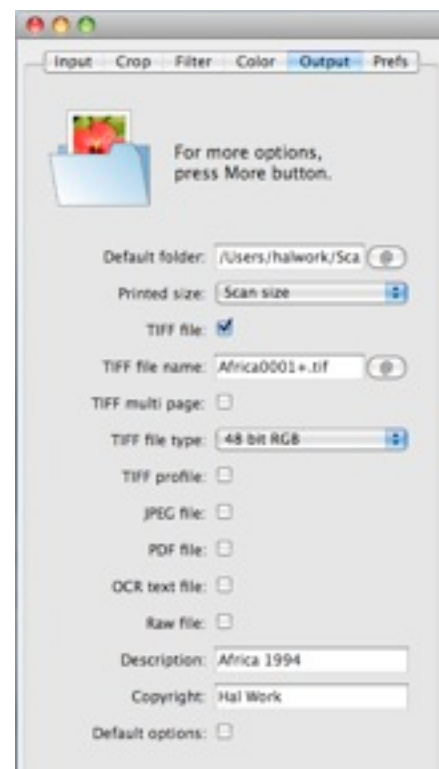 Input Crop Filter Color Output Prefs
For more options,
press More button.
Default folder: /Users/halwork/Sca @
Printed size: Scan size
TIFF file:
TIFF file name: Africa0001+.tif @
TIFF multi page:
TIFF file type: 48 bit RGB
TIFF profile:
JPEG file:
PDF file:
OCR text file:
Raw file:
Description: Africa 1994
Copyright: Hal Work
Default options: